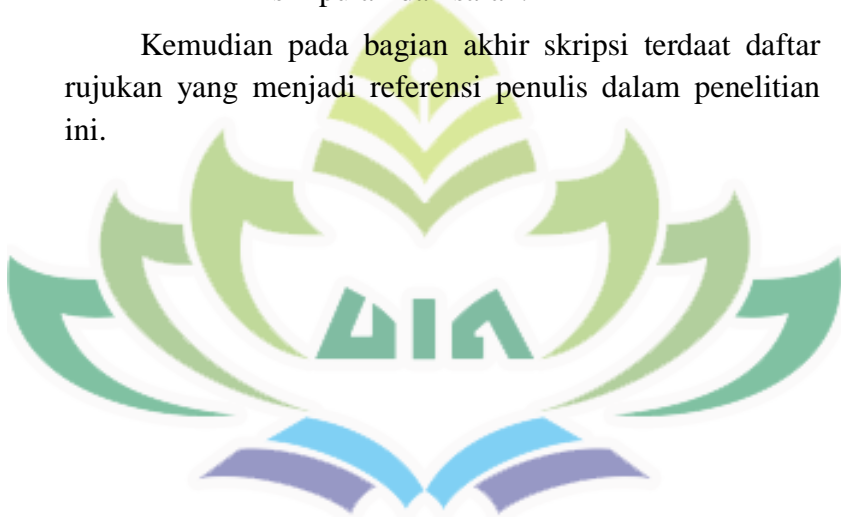 Kemudian pada bagian akhir skripsi terdaat daftar
rujukan yang menjadi referensi penulis dalam penelitian
ini.